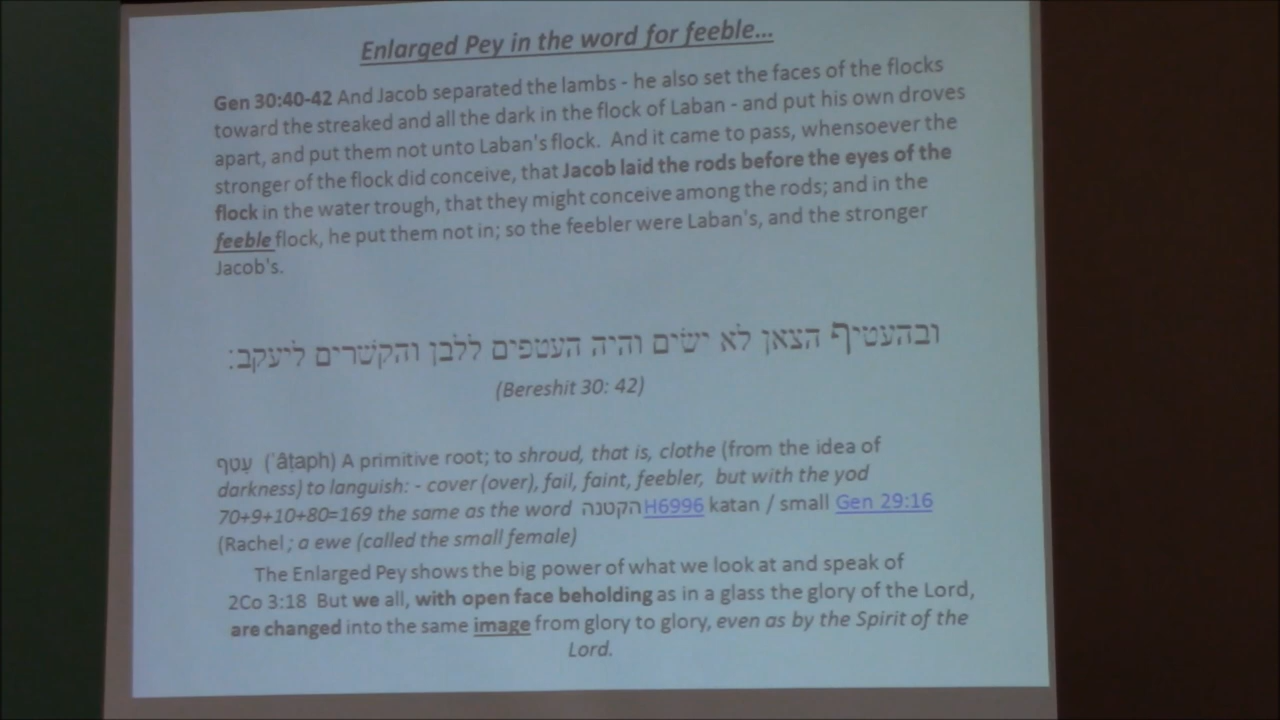 Enlarged Pey in the word for feeble...
Gen 30:40-42 And Jacob separated the lambs - he also set the faces of the flocks
toward the streaked and all the dark in the flock of Laban - and put his own droves
apart, and put them not unto Laban's flock. And it came to pass, whensoever the
stronger of the flock did conceive, that Jacob laid the rods before the eyes of the
flock in the water trough, that they might conceive among the rods; and in the
feeble flock, he put them not in; so the feebler were Laban's, and the stronger
Jacob's.
ובהעטיף הצאן לא ישׂים והיה העטפים ללבן והקשׁרים ליעקב׃
(Bereshit 30: 42)
עָטַף (‛âṭaph) A primitive root; to shroud, that is, clothe (from the idea of
darkness) to languish: - cover (over), fail, faint, feebler, but with the yod
70+9+10+80=169 the same as the word הקטנה H6996 katan / small Gen 29:16
(Rachel ; a ewe (called the small female)
The Enlarged Pey shows the big power of what we look at and speak of
2Co 3:18 But we all, with open face beholding as in a glass the glory of the Lord,
are changed into the same image from glory to glory, even as by the Spirit of the
Lord.